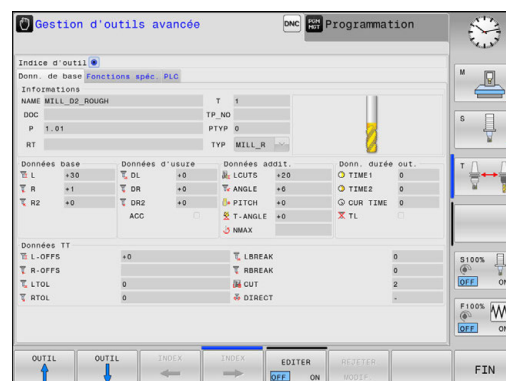 Gestion d'outils avancée
DNC
PGM MGT
Programmation
Indice d'outil
Donn. de base Fonctions spéc. PLC
Informations
NAME MILL_D2_ROUGH T 1
DOC TP_NO
P 1.01 PTYP 0
RT TYP MILL_R
Données base Données d'usure Données addit. Donn. durée out.
L +30 DL +0 LCUTS +20 TIME1 0
R +1 DR +0 ANGLE +6 TIME2 0
R2 +0 DR2 +0 PITCH +0 CUR TIME 0
ACC T-ANGLE +0 TL
NMAX
Données TT
L-OFFS +0 LBREAK 0
R-OFFS RBREAK 0
LTOL 0 CUT 2
RTOL 0 DIRECT -
M
S
T
S100%
OFF ON
F100%
OFF ON
OUTIL OUTIL INDEX INDEX EDITER REJETER FIN
OFF ON MODIF.